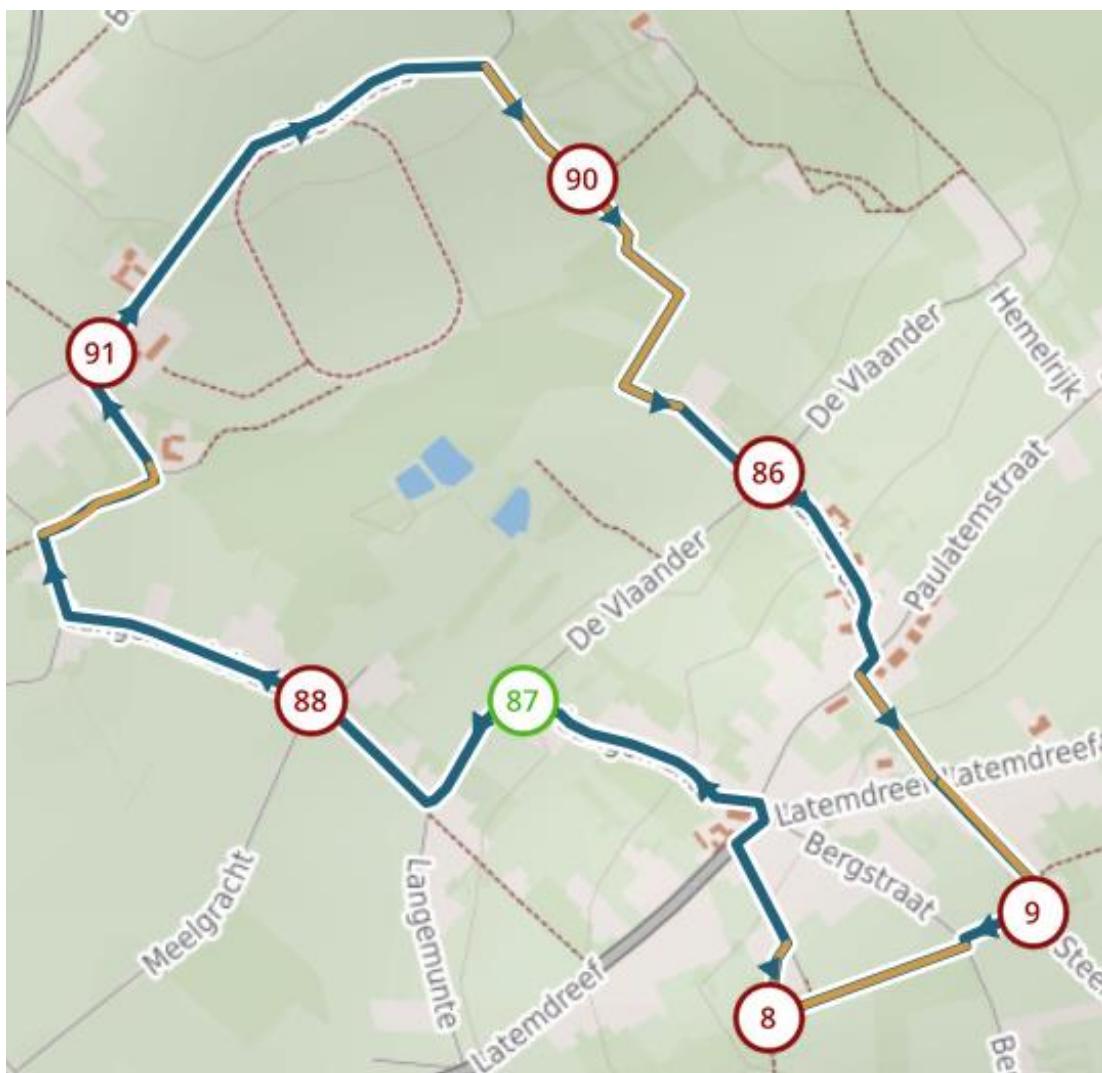 90
91
Hemelrijk
De Vlaander
86
Paulatemstraat
De Vlaander
88
87
Latemdreef
Latemdreef
Bergstraat
Meelgracht
Langemunte
9
Latemdreef
8